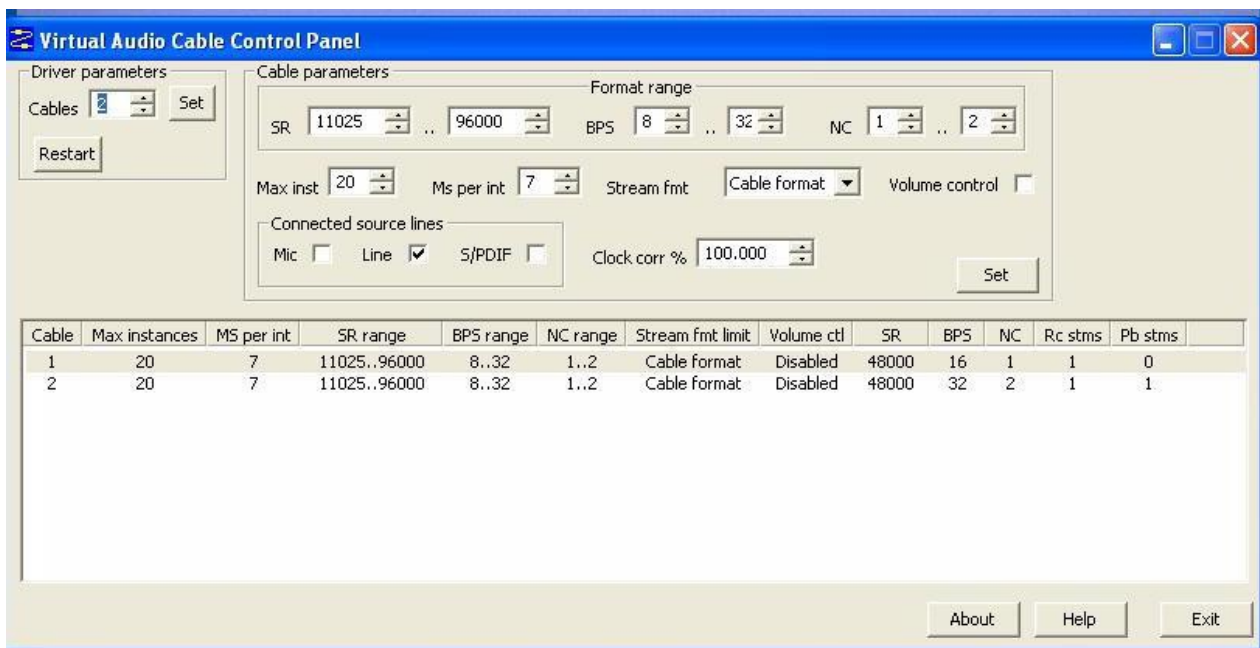 Virtual Audio Cable Control Panel
Driver parameters
Cables 2 Set
Restart
Cable parameters
Format range
SR 11025 .. 96000 BPS 8 .. 32 NC 1 .. 2
Max inst 20 Ms per int 7 Stream fmt Cable format Volume control
Connected source lines
Mic Line S/PDIF
Clock corr % 100.000
Set
Cable Max instances MS per int SR range BPS range NC range Stream fmt limit Volume ctl SR BPS NC Rc stms Pb stms
1 20 7 11025..96000 8..32 1..2 Cable format Disabled 48000 16 1 1 0
2 20 7 11025..96000 8..32 1..2 Cable format Disabled 48000 32 2 1 1
About Help Exit